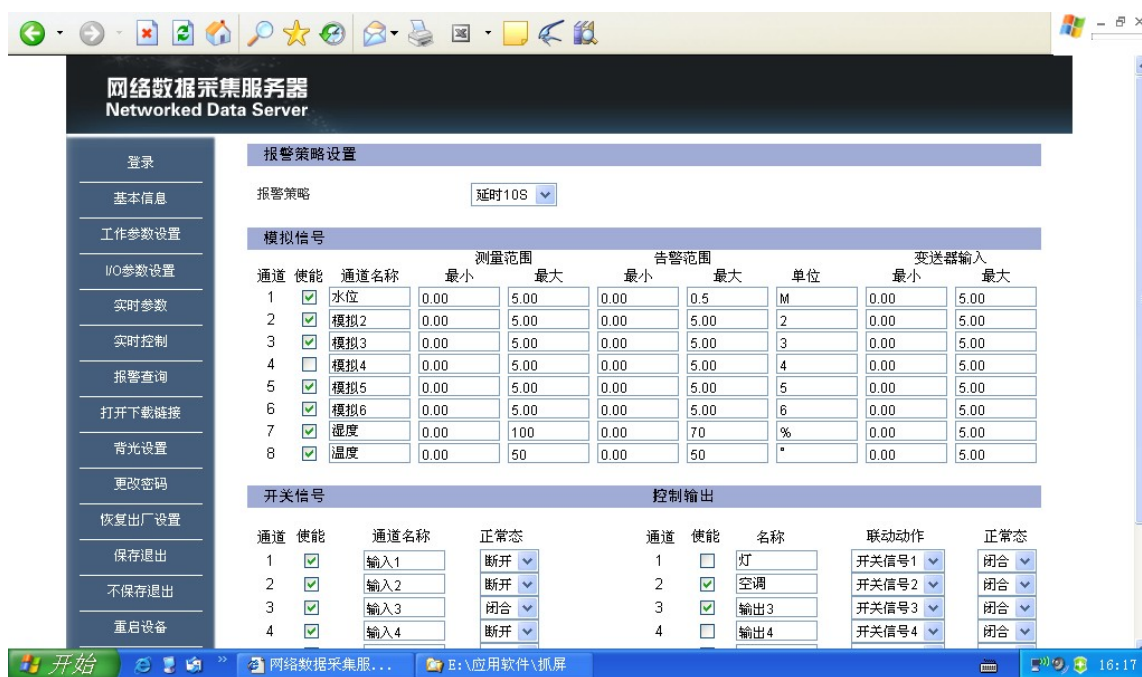 网络数据采集服务器
Networked Data Server
登录
基本信息
工作参数设置
I/O参数设置
实时参数
实时控制
报警查询
打开下载链接
背光设置
更改密码
恢复出厂设置
保存退出
不保存退出
重启设备
报警策略设置
报警策略 延时10S
模拟信号
测量范围 告警范围 变送器输入
通道 使能 通道名称 最小 最大 最小 最大 单位 最小 最大
1 水位 0.00 5.00 0.00 0.5 M 0.00 5.00
2 模拟2 0.00 5.00 0.00 5.00 2 0.00 5.00
3 模拟3 0.00 5.00 0.00 5.00 3 0.00 5.00
4 模拟4 0.00 5.00 0.00 5.00 4 0.00 5.00
5 模拟5 0.00 5.00 0.00 5.00 5 0.00 5.00
6 模拟6 0.00 5.00 0.00 5.00 6 0.00 5.00
7 湿度 0.00 100 0.00 70 % 0.00 5.00
8 温度 0.00 50 0.00 50 ° 0.00 5.00
开关信号 控制输出
通道 使能 通道名称 正常态 通道 使能 名称 联动动作 正常态
1 输入1 断开 1 灯 开关信号1 闭合
2 输入2 断开 2 空调 开关信号2 闭合
3 输入3 闭合 3 输出3 开关信号3 闭合
4 输入4 断开 4 输出4 开关信号4 闭合
开始 网络数据采集服... E:\应用软件\抓屏 16:17